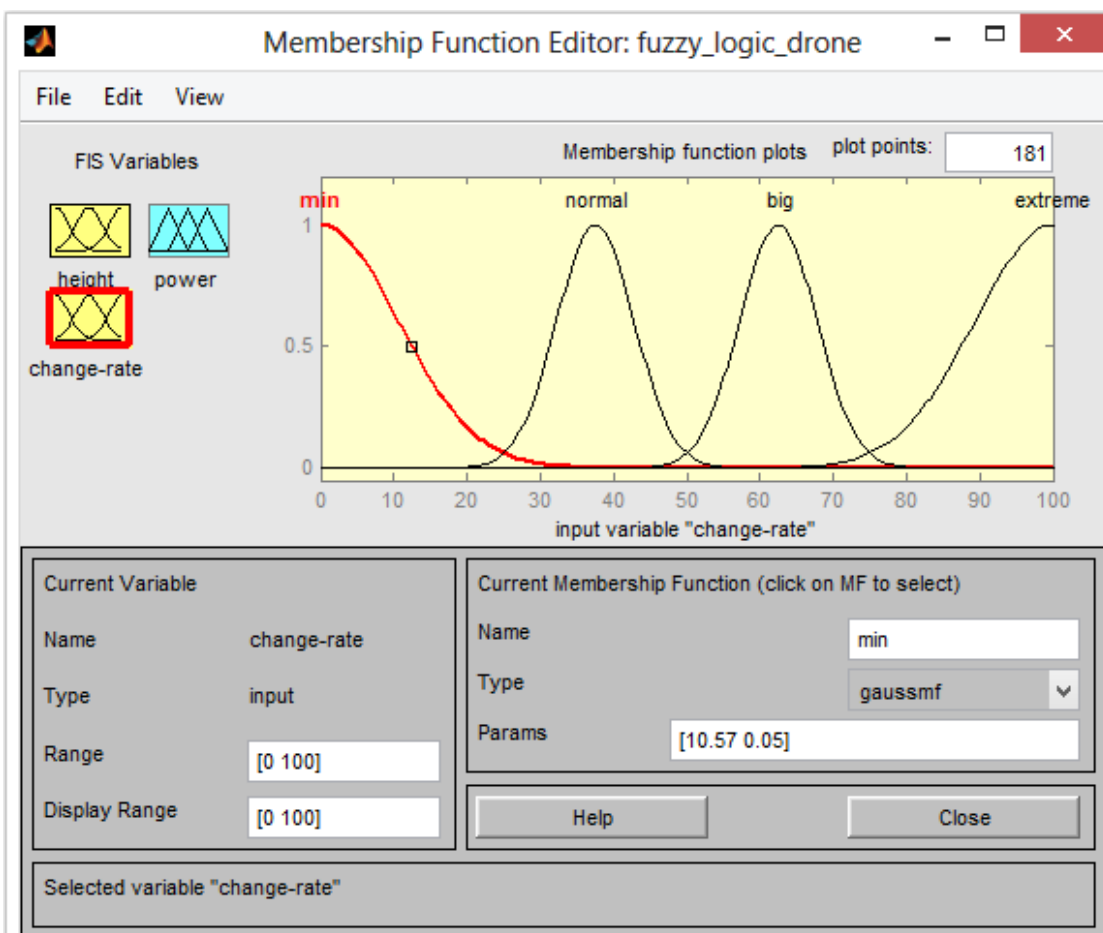 Membership Function Editor: fuzzy_logic_drone
File Edit View
FIS Variables
Membership function plots plot points: 181
height power
change-rate
min normal big extreme
1
0.5
0
0 10 20 30 40 50 60 70 80 90 100
input variable "change-rate"
Current Variable
Name change-rate
Type input
Range [0 100]
Display Range [0 100]
Current Membership Function (click on MF to select)
Name min
Type gaussmf
Params [10.57 0.05]
Help Close
Selected variable "change-rate"